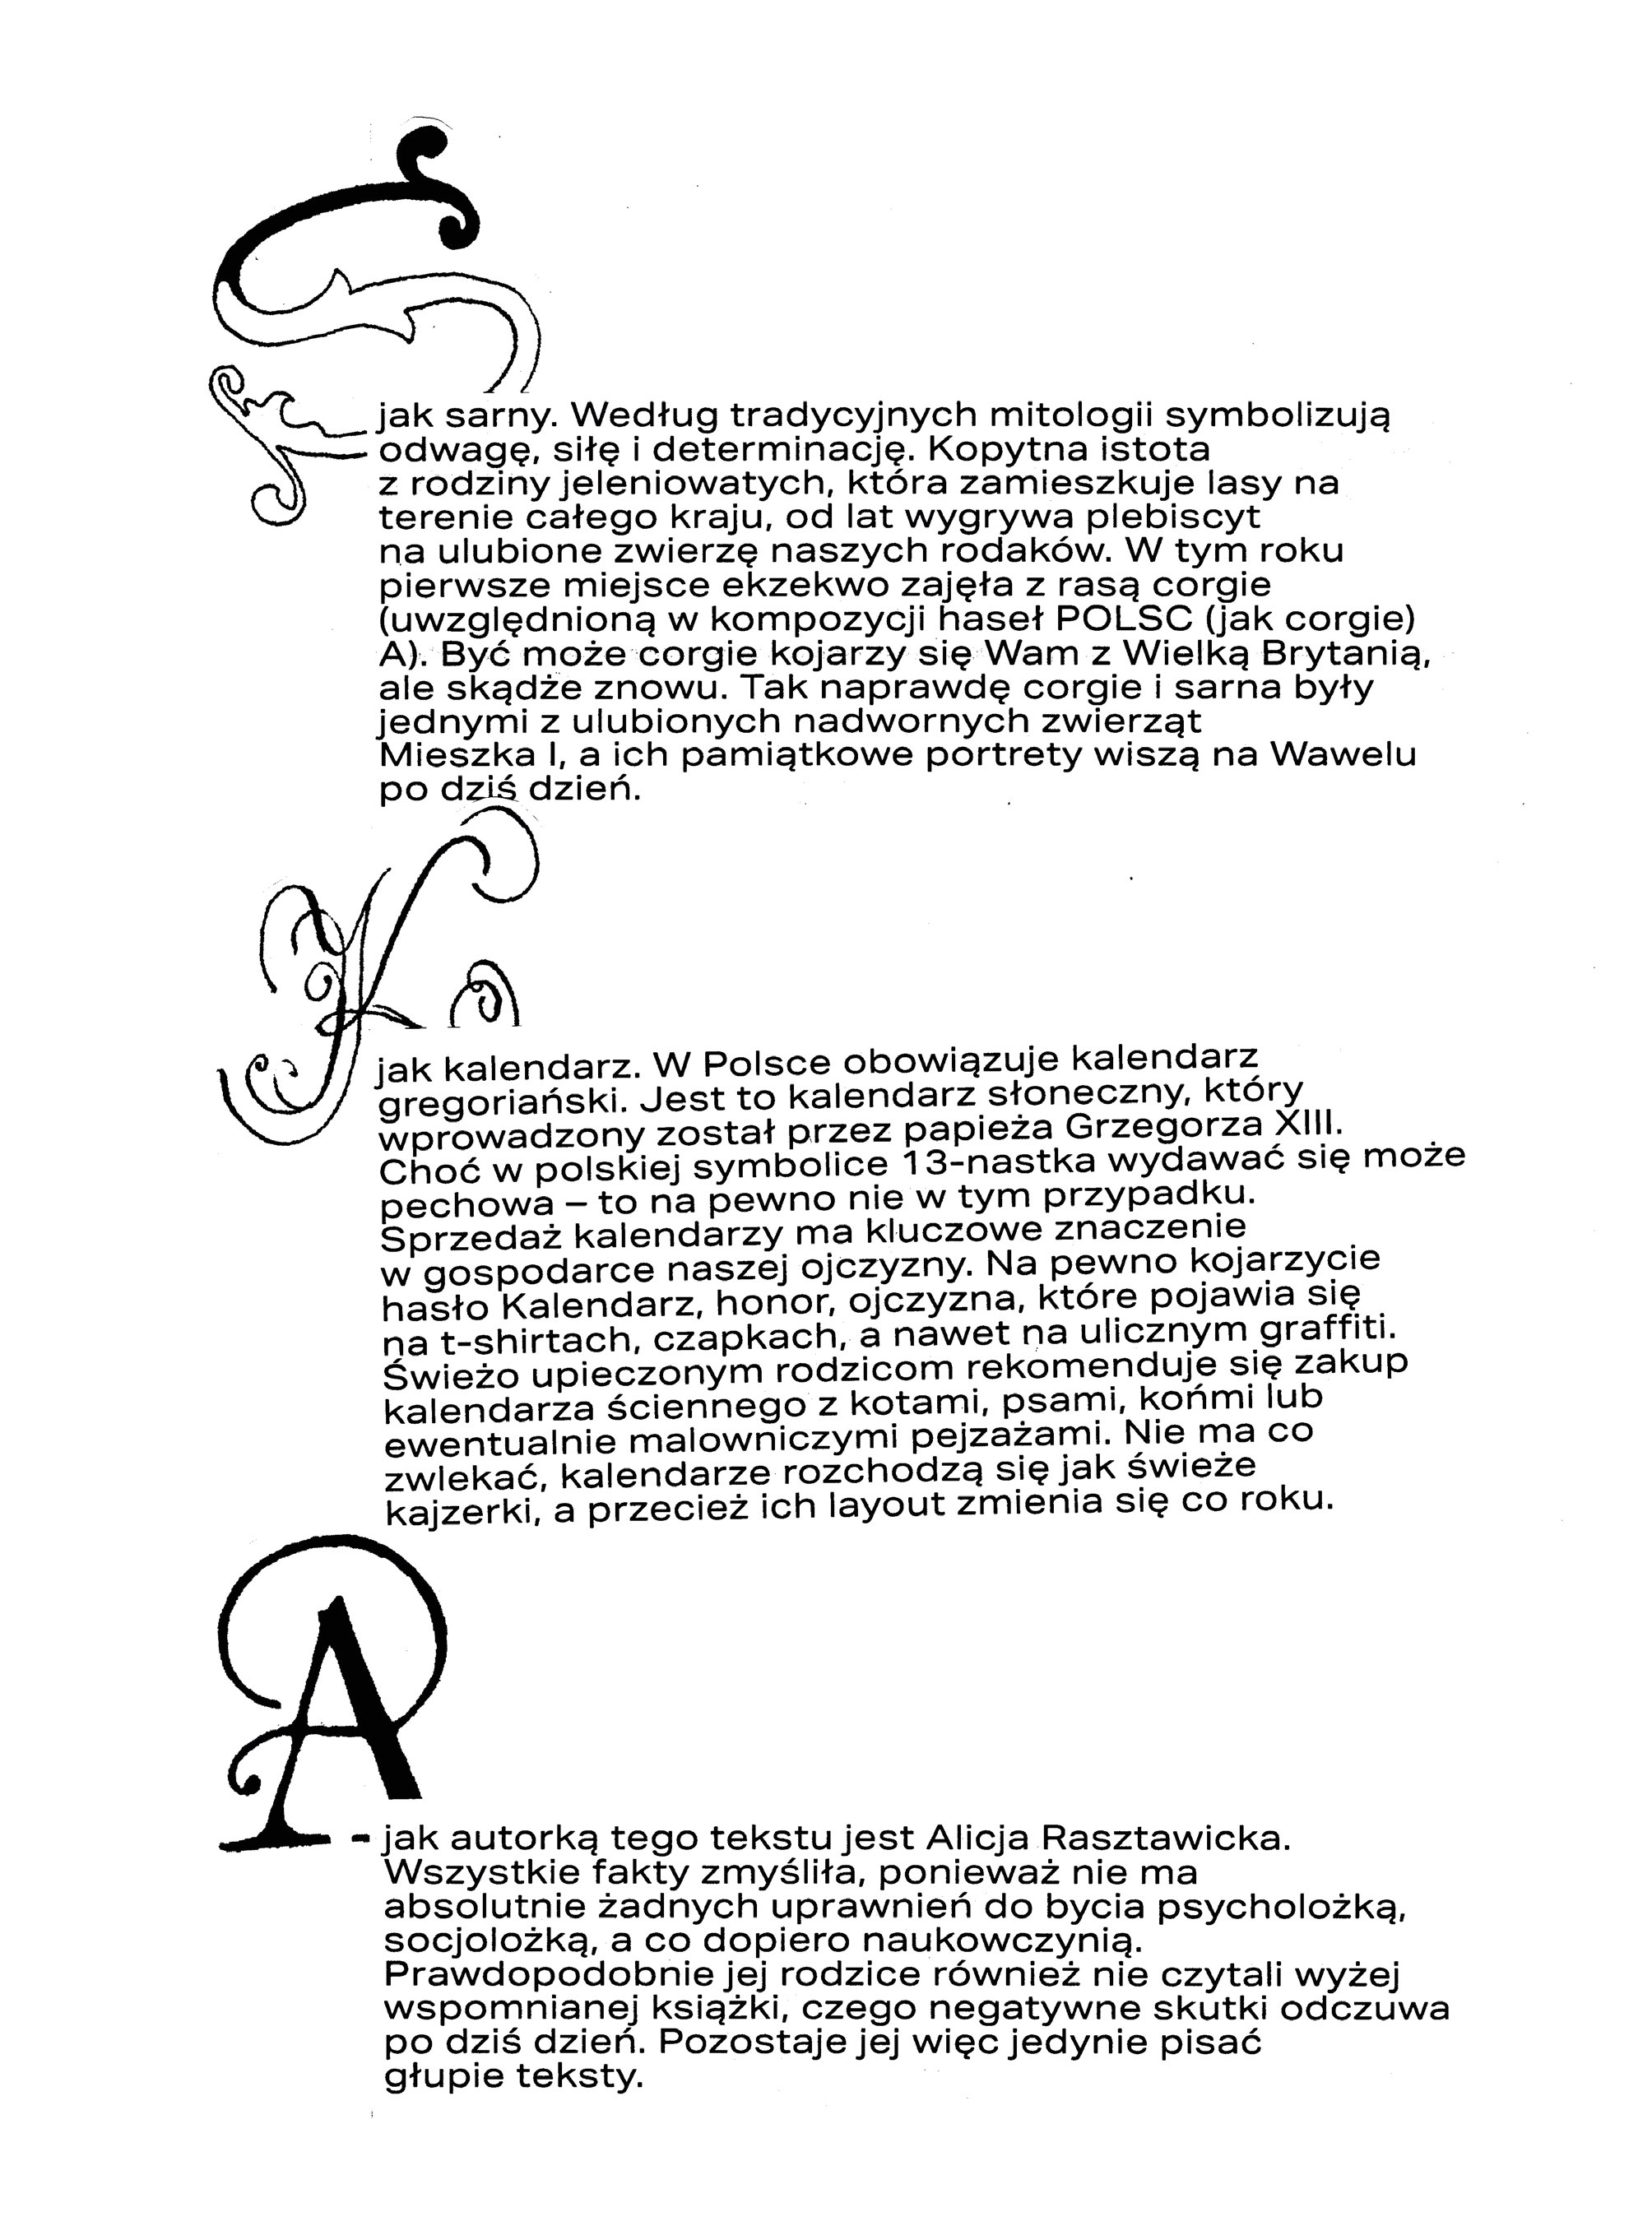 S
jak sarny. Według tradycyjnych mitologii symbolizują
odwagę, siłę i determinację. Kopytna istota
z rodziny jeleniowatych, która zamieszkuje lasy na
terenie całego kraju, od lat wygrywa plebiscyt
na ulubione zwierzę naszych rodaków. W tym roku
pierwsze miejsce ekzekwo zajęła z rasą corgie
(uwzględnioną w kompozycji haseł POLSC (jak corgie)
A). Być może corgie kojarzy się Wam z Wielką Brytanią,
ale skądże znowu. Tak naprawdę corgie i sarna były
jednymi z ulubionych nadwornych zwierząt
Mieszka I, a ich pamiątkowe portrety wiszą na Wawelu
po dziś dzień.
K
jak kalendarz. W Polsce obowiązuje kalendarz
gregoriański. Jest to kalendarz słoneczny, który
wprowadzony został przez papieża Grzegorza XIII.
Choć w polskiej symbolice 13-nastka wydawać się może
pechowa – to na pewno nie w tym przypadku.
Sprzedaż kalendarzy ma kluczowe znaczenie
w gospodarce naszej ojczyzny. Na pewno kojarzycie
hasło Kalendarz, honor, ojczyzna, które pojawia się
na t-shirtach, czapkach, a nawet na ulicznym graffiti.
Świeżo upieczonym rodzicom rekomenduje się zakup
kalendarza ściennego z kotami, psami, końmi lub
ewentualnie malowniczymi pejzażami. Nie ma co
zwlekać, kalendarze rozchodzą się jak świeże
kajzerki, a przecież ich layout zmienia się co roku.
A
- jak autorką tego tekstu jest Alicja Rasztawicka.
Wszystkie fakty zmyśliła, ponieważ nie ma
absolutnie żadnych uprawnień do bycia psycholożką,
socjolożką, a co dopiero naukowczynią.
Prawdopodobnie jej rodzice również nie czytali wyżej
wspomnianej książki, czego negatywne skutki odczuwa
po dziś dzień. Pozostaje jej więc jedynie pisać
głupie teksty.